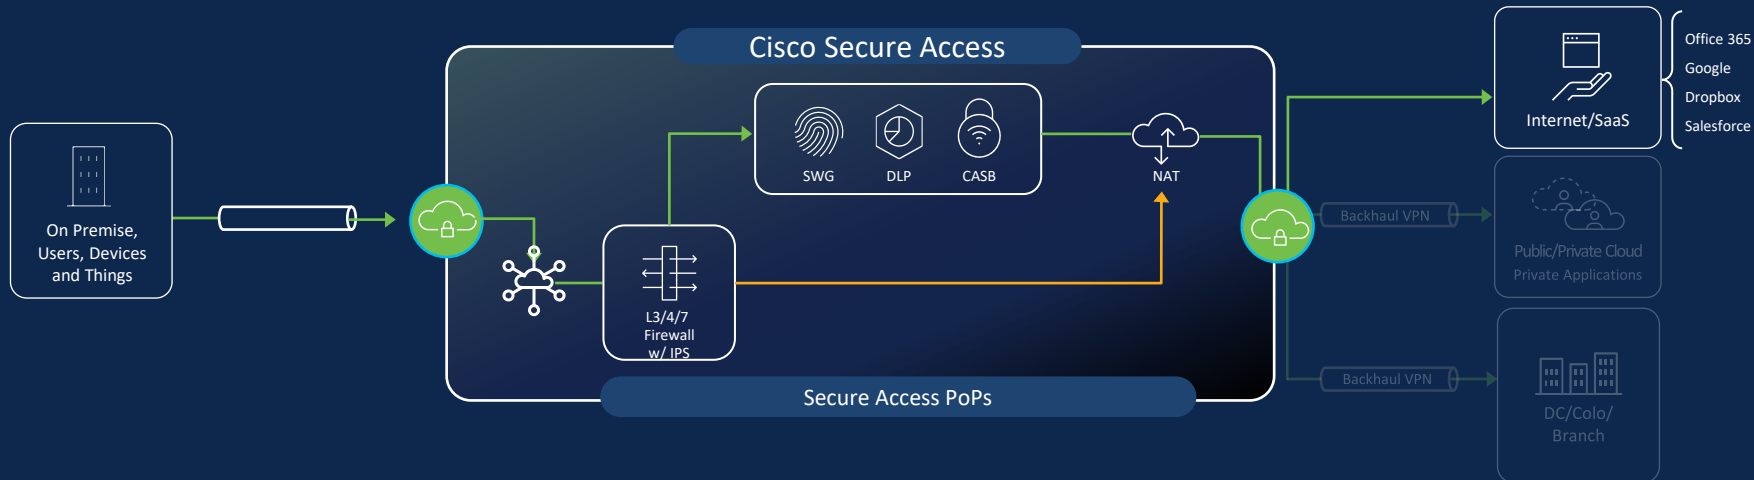 Cisco Secure Access
On Premise,
Users, Devices
and Things
SWG
DLP
CASB
NAT
L3/4/7
Firewall
w/ IPS
Secure Access PoPs
Internet/SaaS
Office 365
Google
Dropbox
Salesforce
Backhaul VPN
Public/Private Cloud
Private Applications
Backhaul VPN
DC/Colo/
Branch